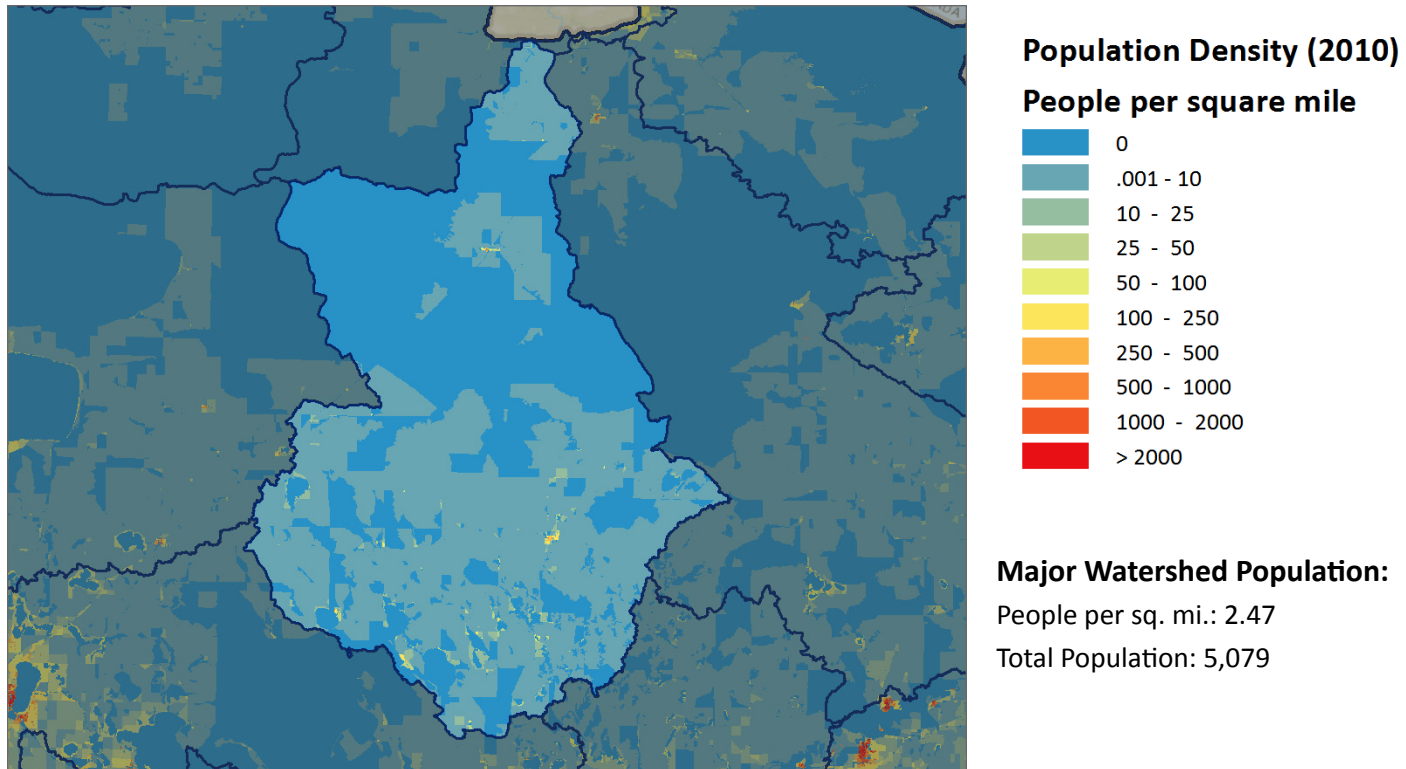 Population Density (2010)
People per square mile
0
.001 - 10
10 - 25
25 - 50
50 - 100
100 - 250
250 - 500
500 - 1000
1000 - 2000
> 2000
Major Watershed Population:
People per sq. mi.: 2.47
Total Population: 5,079